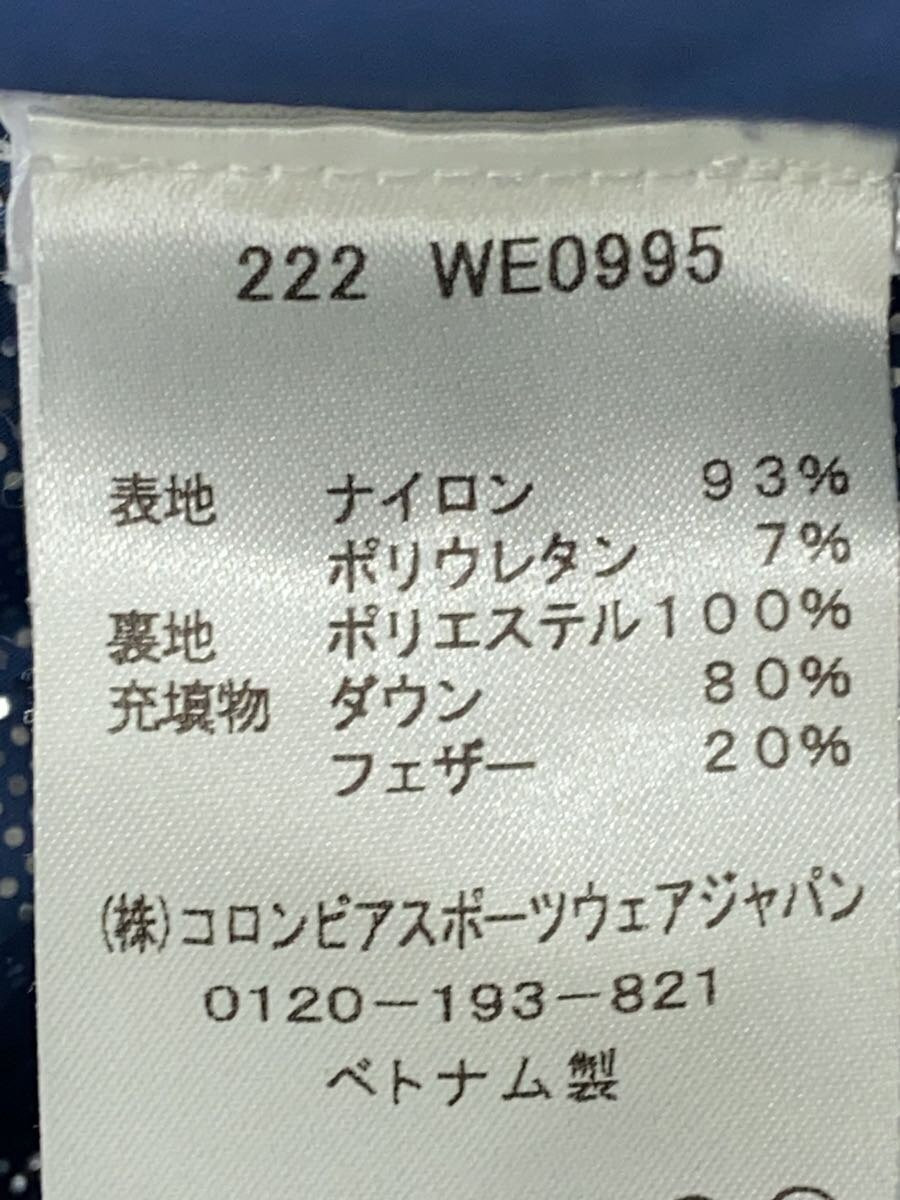 222 WE0995
表地 ナイロン 93%
ポリウレタン 7%
裏地 ポリエステル100%
充填物 ダウン 80%
フェザー 20%
(株)コロンビアスポーツウェアジャパン
0120-193-821
ベトナム製